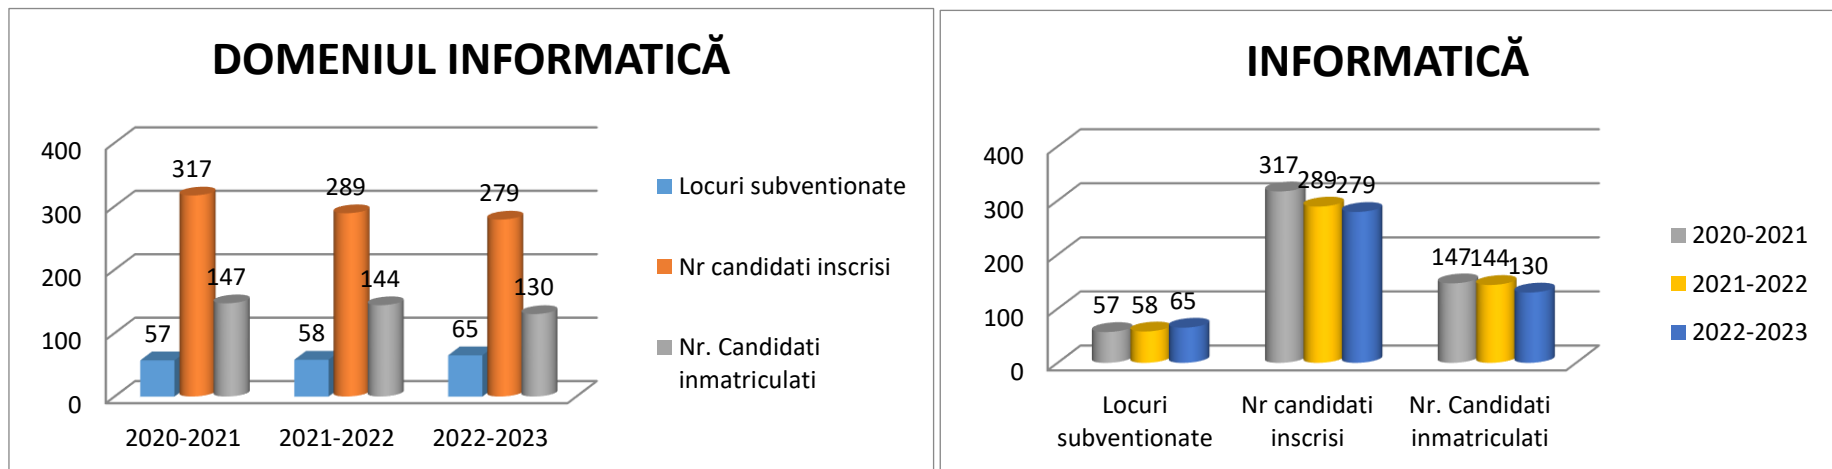 DOMENIUL INFORMATICĂ
400
300
200
100
0
317
289
279
147
144
130
57
58
65
2020-2021
2021-2022
2022-2023
Locuri subventionate
Nr candidati inscrisi
Nr. Candidati
inmatriculati
INFORMATICĂ
400
300
200
100
0
57
58
65
317
289
279
147
144
130
Locuri
subventionate
Nr candidati
inscrisi
Nr. Candidati
inmatriculati
2020-2021
2021-2022
2022-2023